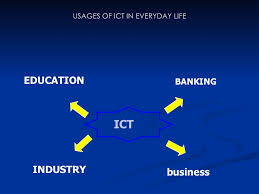 USAGES OF ICT IN EVERYDAY LIFE
EDUCATION
BANKING
ICT
INDUSTRY
business